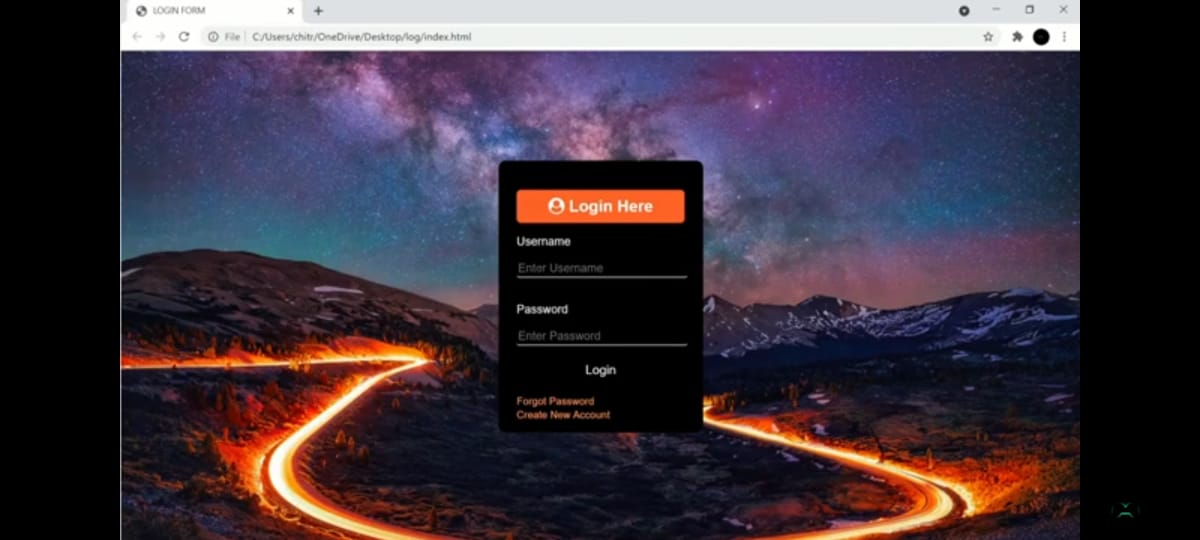 LOGIN FORM
File C:/Users/chitr/OneDrive/Desktop/log/index.html
Login Here
Username
Enter Username
Password
Enter Password
Login
Forgot Password
Create New Account